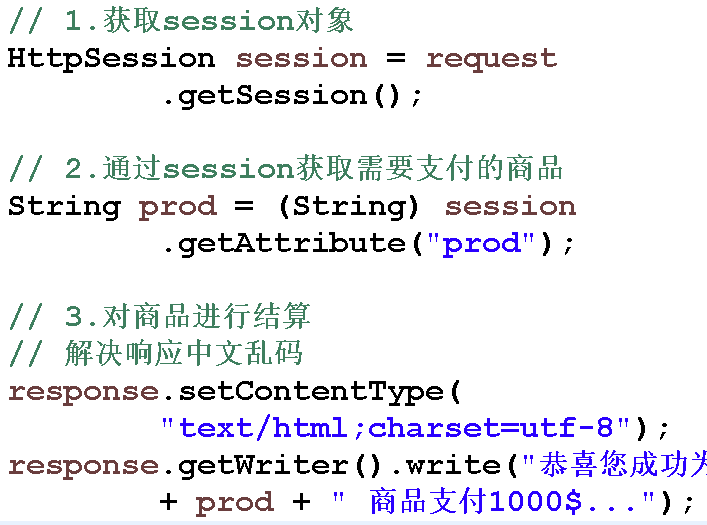 // 1.获取session对象
HttpSession session = request
.getSession();
// 2.通过session获取需要支付的商品
String prod = (String) session
.getAttribute("prod");
// 3.对商品进行结算
// 解决响应中文乱码
response.setContentType(
"text/html;charset=utf-8");
response.getWriter().write("恭喜您成功为
+ prod + " 商品支付1000$...");